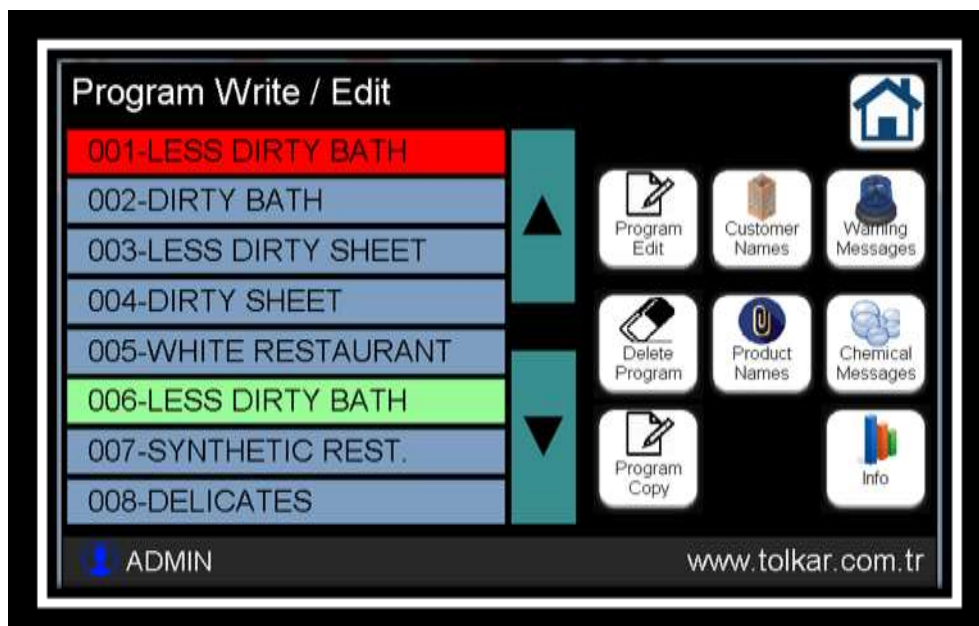 Program Write / Edit
001-LESS DIRTY BATH
002-DIRTY BATH
003-LESS DIRTY SHEET
004-DIRTY SHEET
005-WHITE RESTAURANT
006-LESS DIRTY BATH
007-SYNTHETIC REST.
008-DELICATES
Program
Edit
Customer
Names
Warning
Messages
Delete
Program
Product
Names
Chemical
Messages
Program
Copy
Info
ADMIN
www.tolkar.com.tr